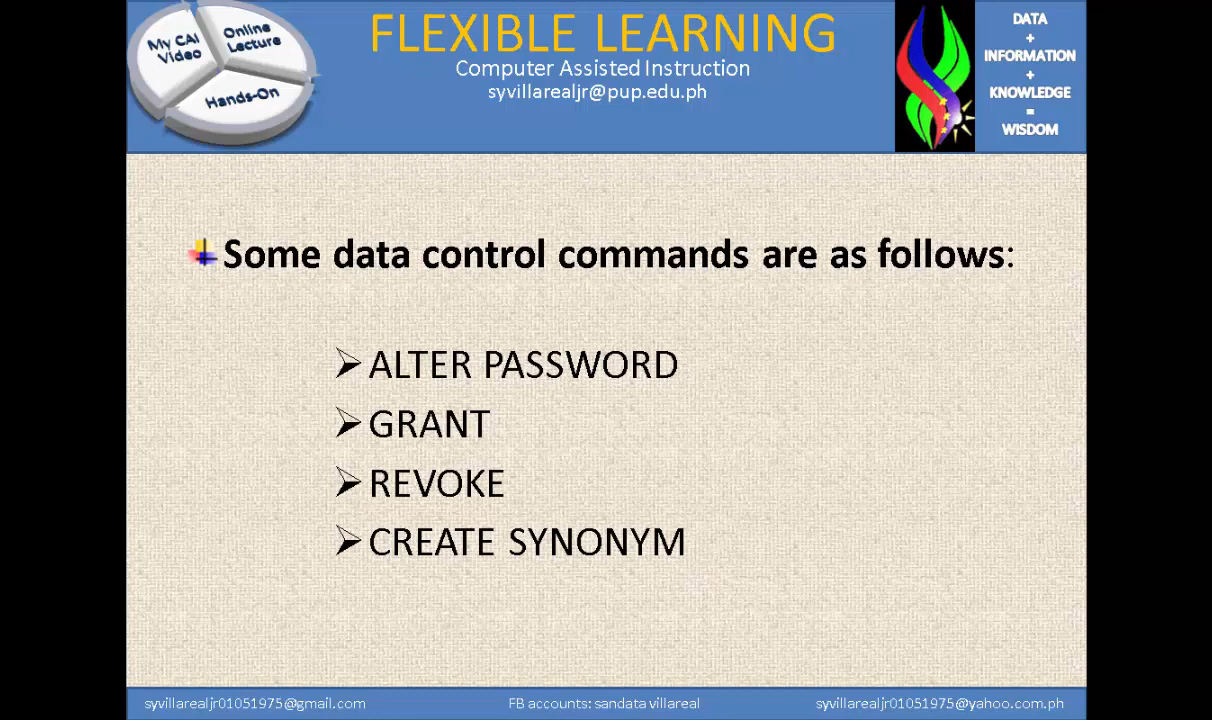 My CAI
Video
Online
Lecture
Hands-On
FLEXIBLE LEARNING
Computer Assisted Instruction
syvillarealjr@pup.edu.ph
DATA
+
INFORMATION
+
KNOWLEDGE
=
WISDOM
Some data control commands are as follows:
ALTER PASSWORD
GRANT
REVOKE
CREATE SYNONYM
syvillarealjr01051975@gmail.com
FB accounts: sandata villareal
syvillarealjr01051975@yahoo.com.ph